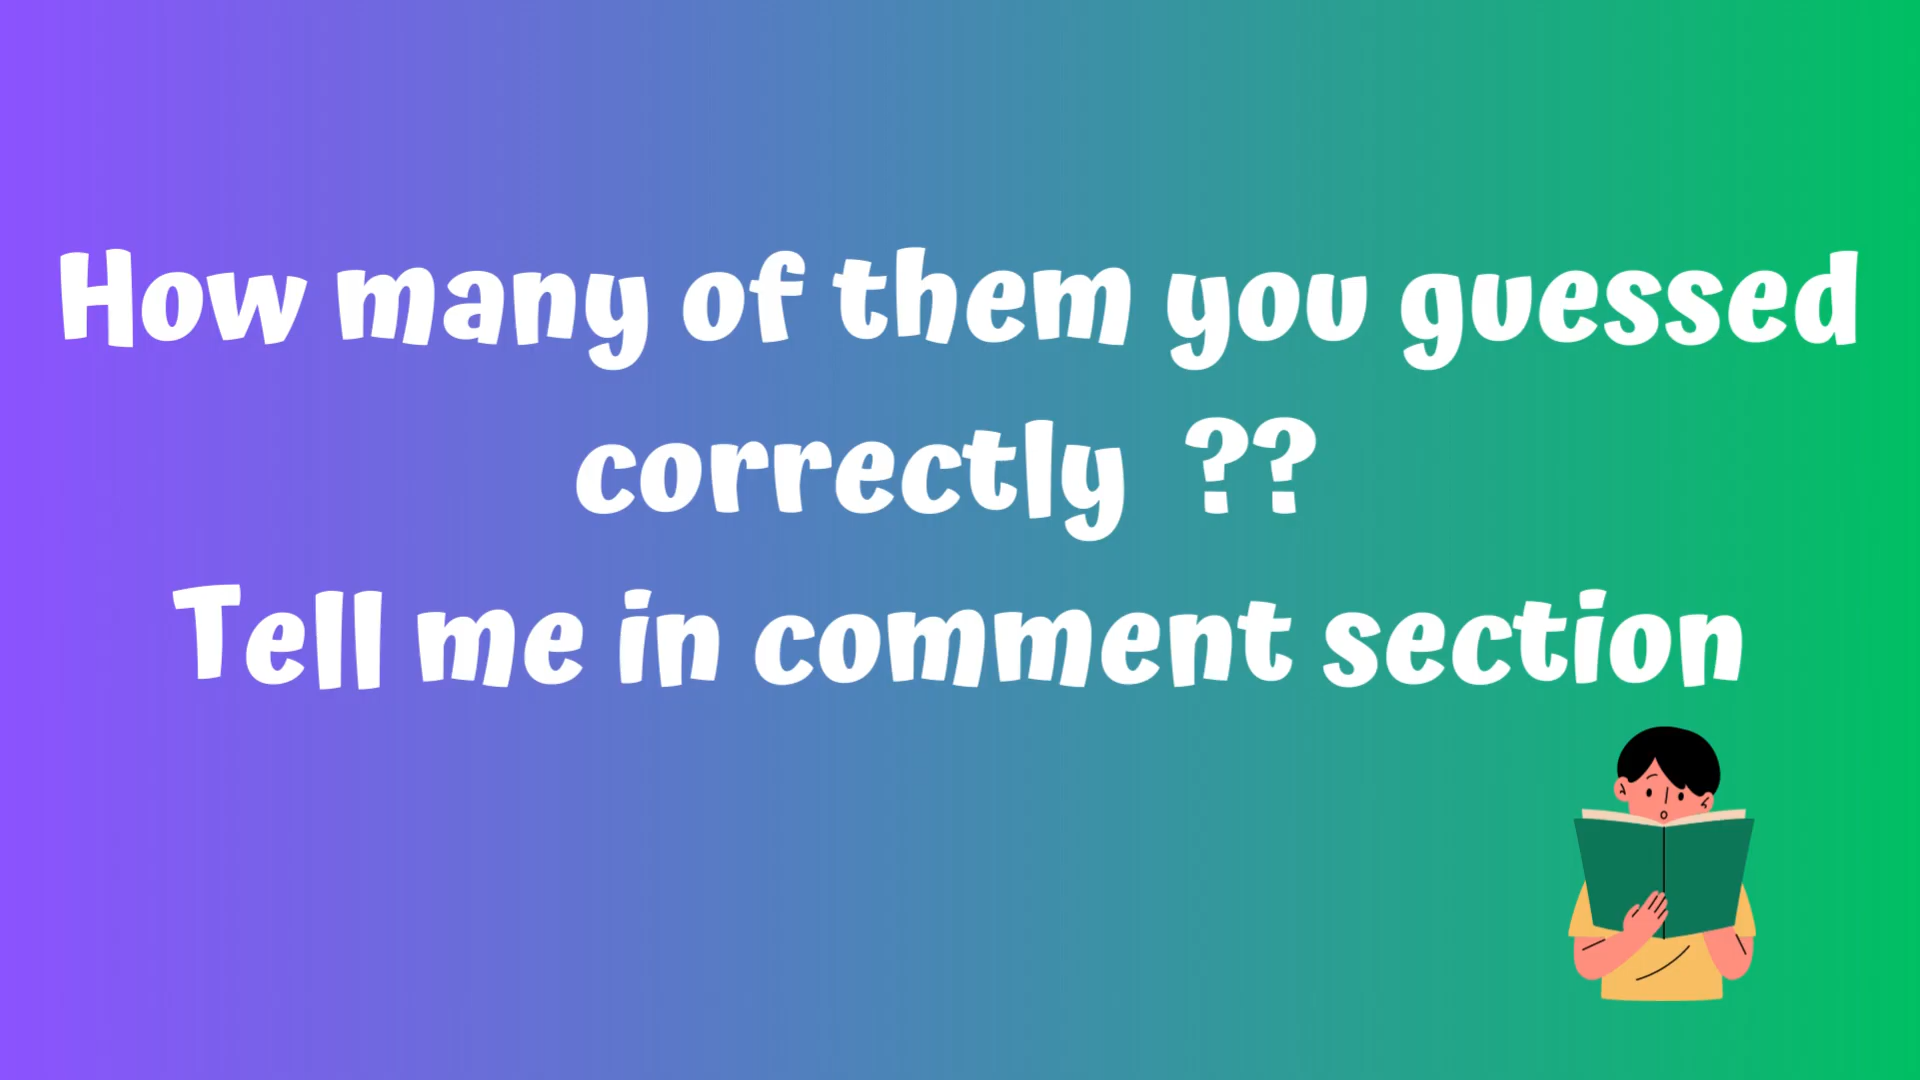 How many of them you guessed
correctly ??
Tell me in comment section